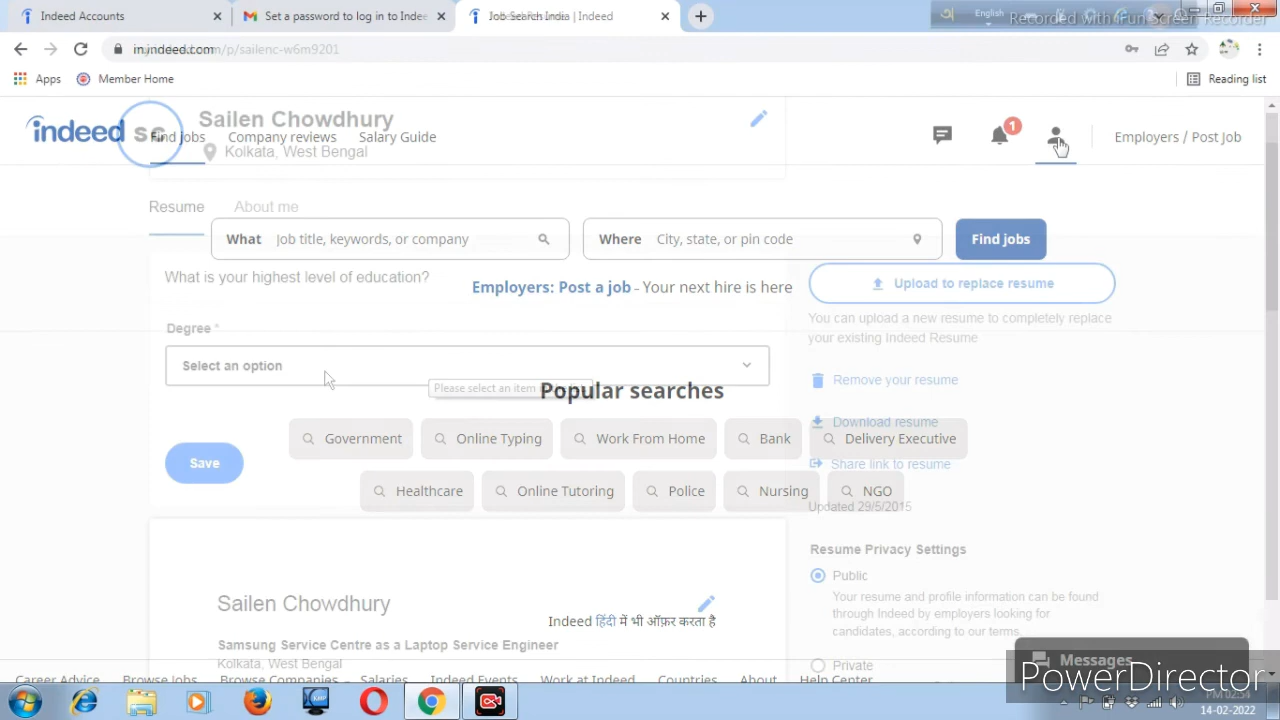 Indeed Accounts
Set a password to log in to Inde
Job Search India | Indeed
English
Recorded with iFun Screen Recorder
in.indeed.com/p/sailenc-w6m9201
Apps
Member Home
Reading list
indeed
sc
Sailen Chowdhury
Find jobs
Company reviews
Salary Guide
1
Employers / Post Job
Kolkata, West Bengal
Resume
About me
What
Job title, keywords, or company
Where
City, state, or pin code
Find jobs
What is your highest level of education?
Employers: Post a job - Your next hire is here
Upload to replace resume
You can upload a new resume to completely replace
your existing Indeed Resume
Degree *
Select an option
Please select an item
Popular searches
Remove your resume
Download resume
Share link to resume
Government
Online Typing
Work From Home
Bank
Delivery Executive
Save
Healthcare
Online Tutoring
Police
Nursing
NGO
Updated 29/5/2015
Resume Privacy Settings
Public
Your resume and profile information can be found
through Indeed by employers looking for
candidates, according to our terms.
Private
Sailen Chowdhury
Indeed हिंदी में भी ऑफ़र करता है
Samsung Service Centre as a Laptop Service Engineer
Kolkata, West Bengal
Career Advice
Browse Jobs
Browse Companies
Salaries
Indeed Events
Work at Indeed
Countries
About
Help Center
Messages
PowerDirector
PM 02:54
14-02-2022